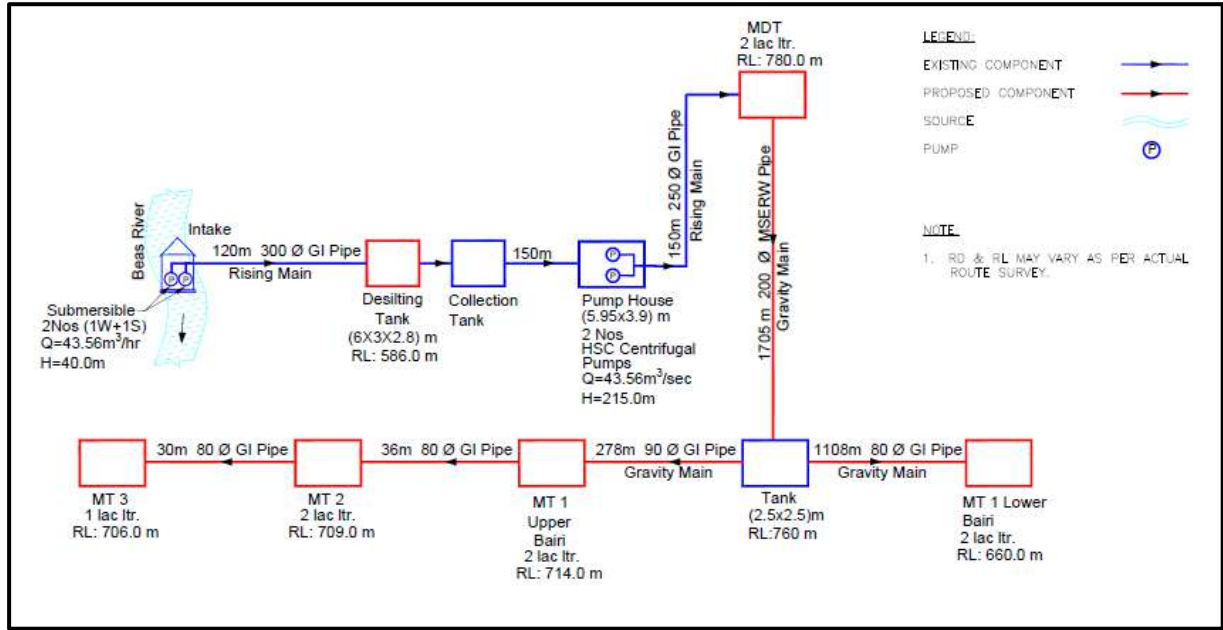 MDT
2 lac ltr.
RL: 780.0 m
LEGEND:
EXISTING COMPONENT
PROPOSED COMPONENT
SOURCE
PUMP
P
NOTE:
1. RD & RL MAY VARY AS PER ACTUAL
ROUTE SURVEY.
150m 250 Ø GI Pipe
Rising Main
Beas River
Intake
P P
120m 300 Ø GI Pipe
Rising Main
150m
P
P
Submersible
2Nos (1W+1S)
Q=43.56m³/hr
H=40.0m
Desilting
Tank
(6X3X2.8) m
RL: 586.0 m
Collection
Tank
Pump House
(5.95x3.9) m
2 Nos
HSC Centrifugal
Pumps
Q=43.56m³/sec
H=215.0m
1705 m 200 Ø MSERW Pipe
Gravity Main
30m 80 Ø GI Pipe
36m 80 Ø GI Pipe
278m 90 Ø GI Pipe
Gravity Main
1108m 80 Ø GI Pipe
Gravity Main
MT 3
1 lac ltr.
RL: 706.0 m
MT 2
2 lac ltr.
RL: 709.0 m
MT 1
Upper
Bairi
2 lac ltr.
RL: 714.0 m
Tank
(2.5x2.5)m
RL:760 m
MT 1 Lower
Bairi
2 lac ltr.
RL: 660.0 m